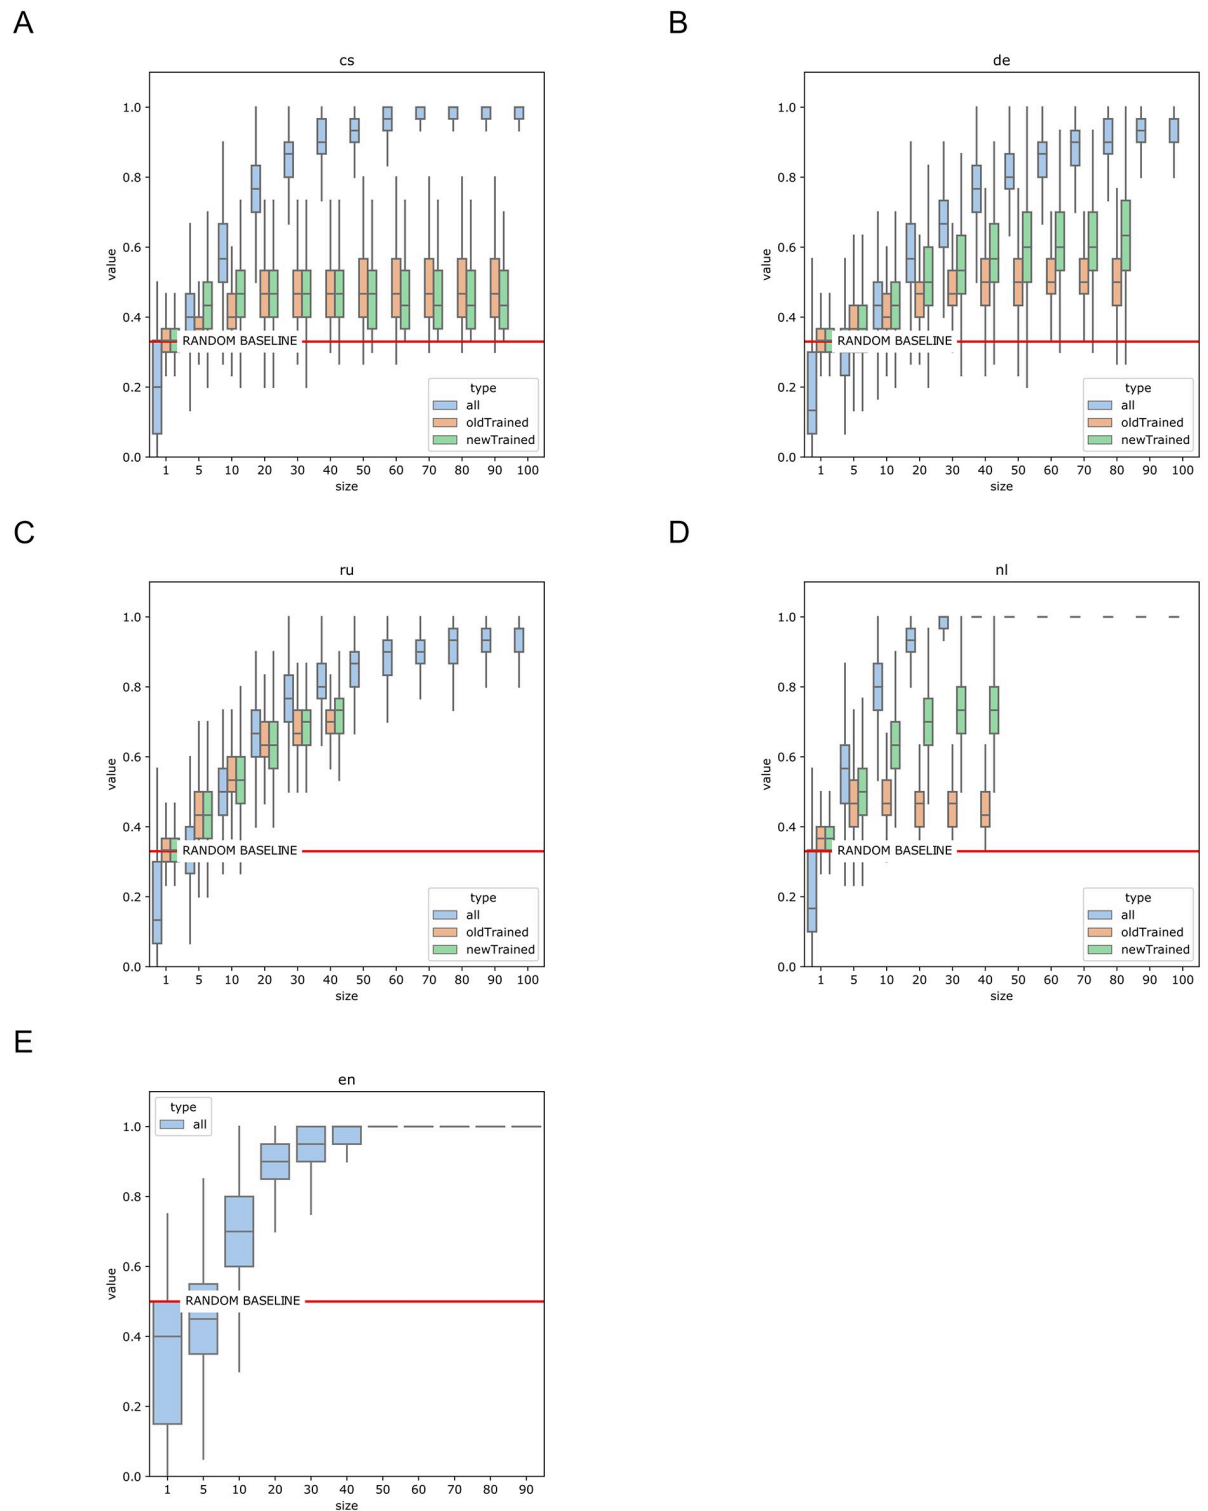 A
cs
value
1.0
0.8
0.6
0.4
0.2
0.0
RANDOM BASELINE
type
all
oldTrained
newTrained
1 5 10 20 30 40 50 60 70 80 90 100
size
B
de
value
1.0
0.8
0.6
0.4
0.2
0.0
RANDOM BASELINE
type
all
oldTrained
newTrained
1 5 10 20 30 40 50 60 70 80 90 100
size
C
ru
value
1.0
0.8
0.6
0.4
0.2
0.0
RANDOM BASELINE
type
all
oldTrained
newTrained
1 5 10 20 30 40 50 60 70 80 90 100
size
D
nl
value
1.0
0.8
0.6
0.4
0.2
0.0
RANDOM BASELINE
type
all
oldTrained
newTrained
1 5 10 20 30 40 50 60 70 80 90 100
size
E
en
type
all
value
1.0
0.8
0.6
0.4
0.2
0.0
RANDOM BASELINE
1 5 10 20 30 40 50 60 70 80 90
size